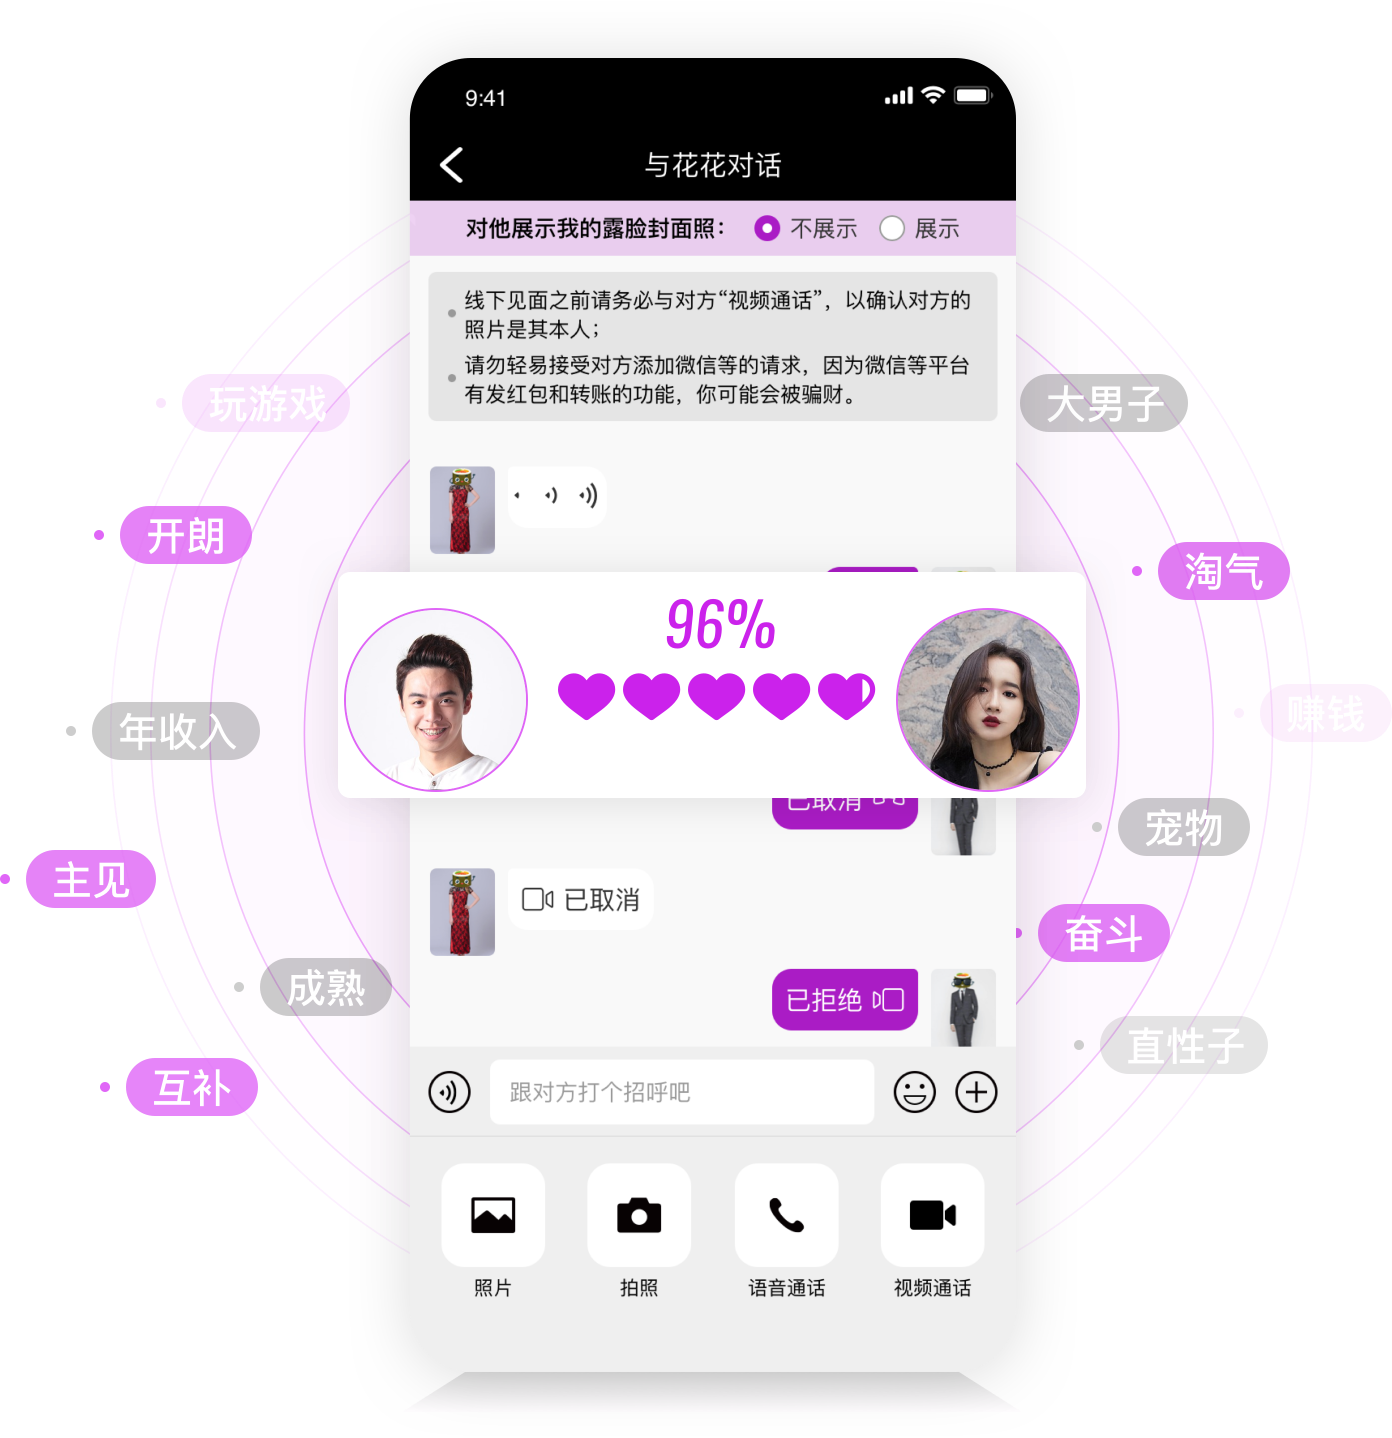 9:41
与花花对话
对他展示我的露脸封面照：
不展示
展示
线下见面之前请务必与对方“视频通话”，以确认对方的
照片是其本人；
请勿轻易接受对方添加微信等的请求，因为微信等平台
有发红包和转账的功能，你可能会被骗财。
玩游戏
大男子
开朗
淘气
96%
赚钱
年收入
已取消
宠物
主见
已取消
奋斗
成熟
已拒绝
直性子
互补
跟对方打个招呼吧
照片
拍照
语音通话
视频通话